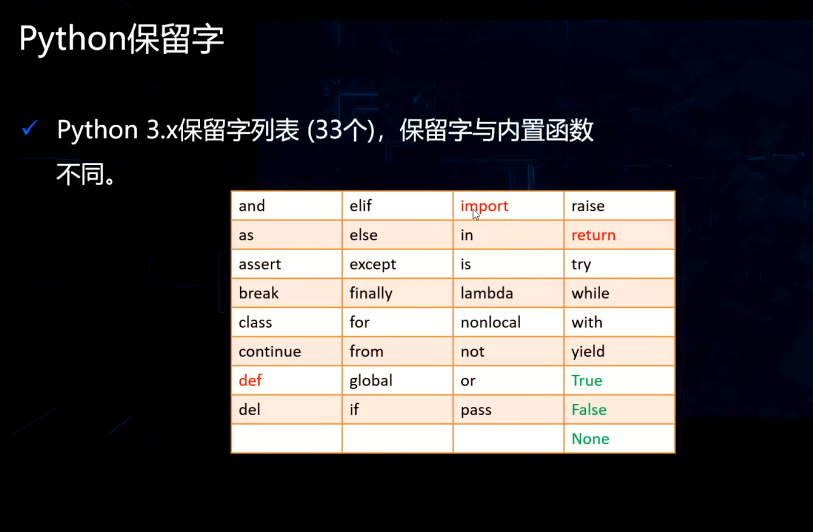 Python保留字
✓ Python 3.x保留字列表 (33个)，保留字与内置函数
不同。
and elif import raise
as else in return
assert except is try
break finally lambda while
class for nonlocal with
continue from not yield
def global or True
del if pass False
None